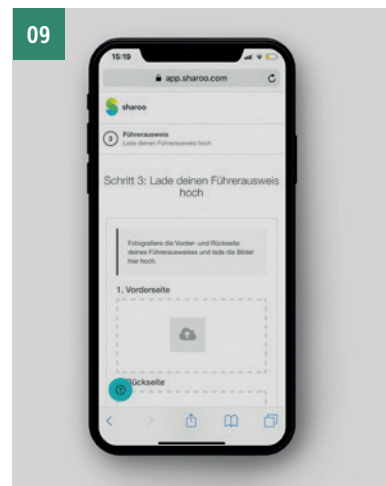 09
15:19
app.sharoo.com
sharoo
3 Führerausweis
Lade deinen Führerausweis hoch
Schritt 3: Lade deinen Führerausweis
hoch
Fotografiere die Vorder- und Rückseite
deines Führerausweises und lade die Bilder
hier hoch.
1. Vorderseite
Rückseite